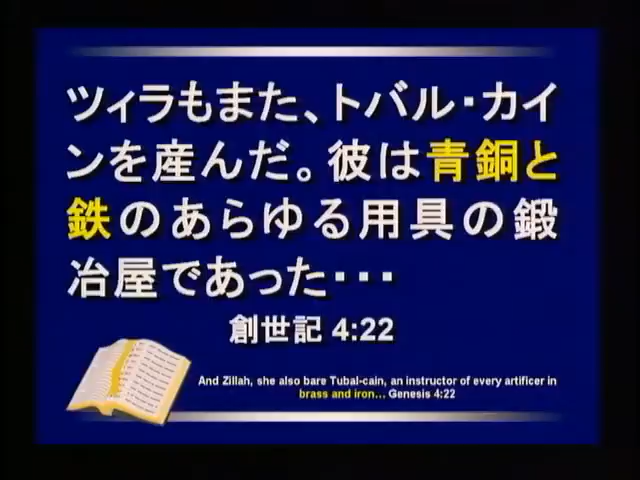 ツィラもまた、トバル・カイ
ンを産んだ。彼は青銅と
鉄のあらゆる用具の鍛
冶屋であった・・・
創世記 4:22
And Zillah, she also bare Tubal-cain, an instructor of every artificer in
brass and iron... Genesis 4:22